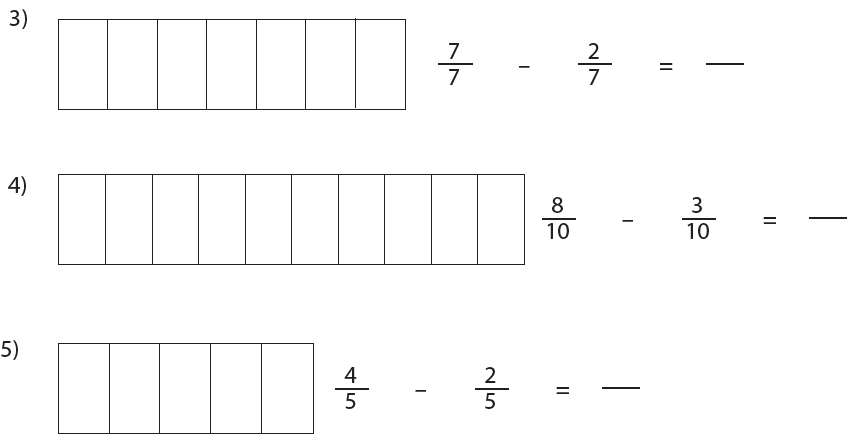 3) 7/7 - 2/7 = __
4) 8/10 - 3/10 = __
5) 4/5 - 2/5 = __